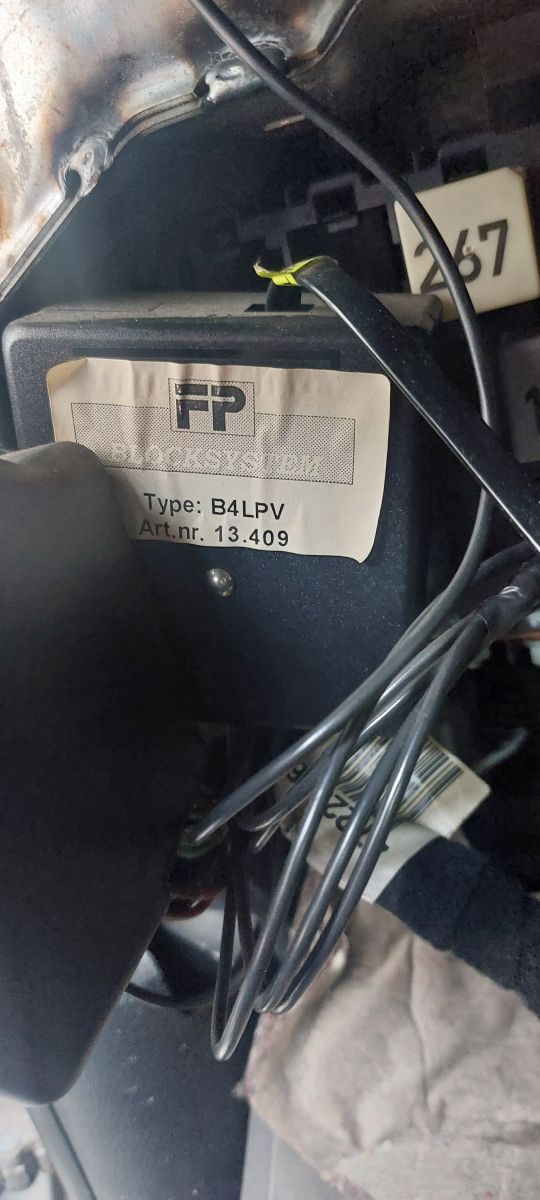 267
FP
BLOCKSYSTEM
Type: B4LPV
Art.nr. 13.409